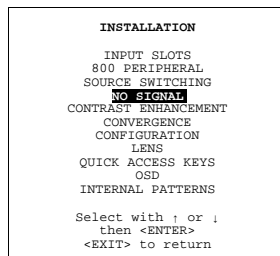 INSTALLATION
INPUT SLOTS
800 PERIPHERAL
SOURCE SWITCHING
NO SIGNAL
CONTRAST ENHANCEMENT
CONVERGENCE
CONFIGURATION
LENS
QUICK ACCESS KEYS
OSD
INTERNAL PATTERNS
Select with ↑ or ↓
then <ENTER>
<EXIT> to return